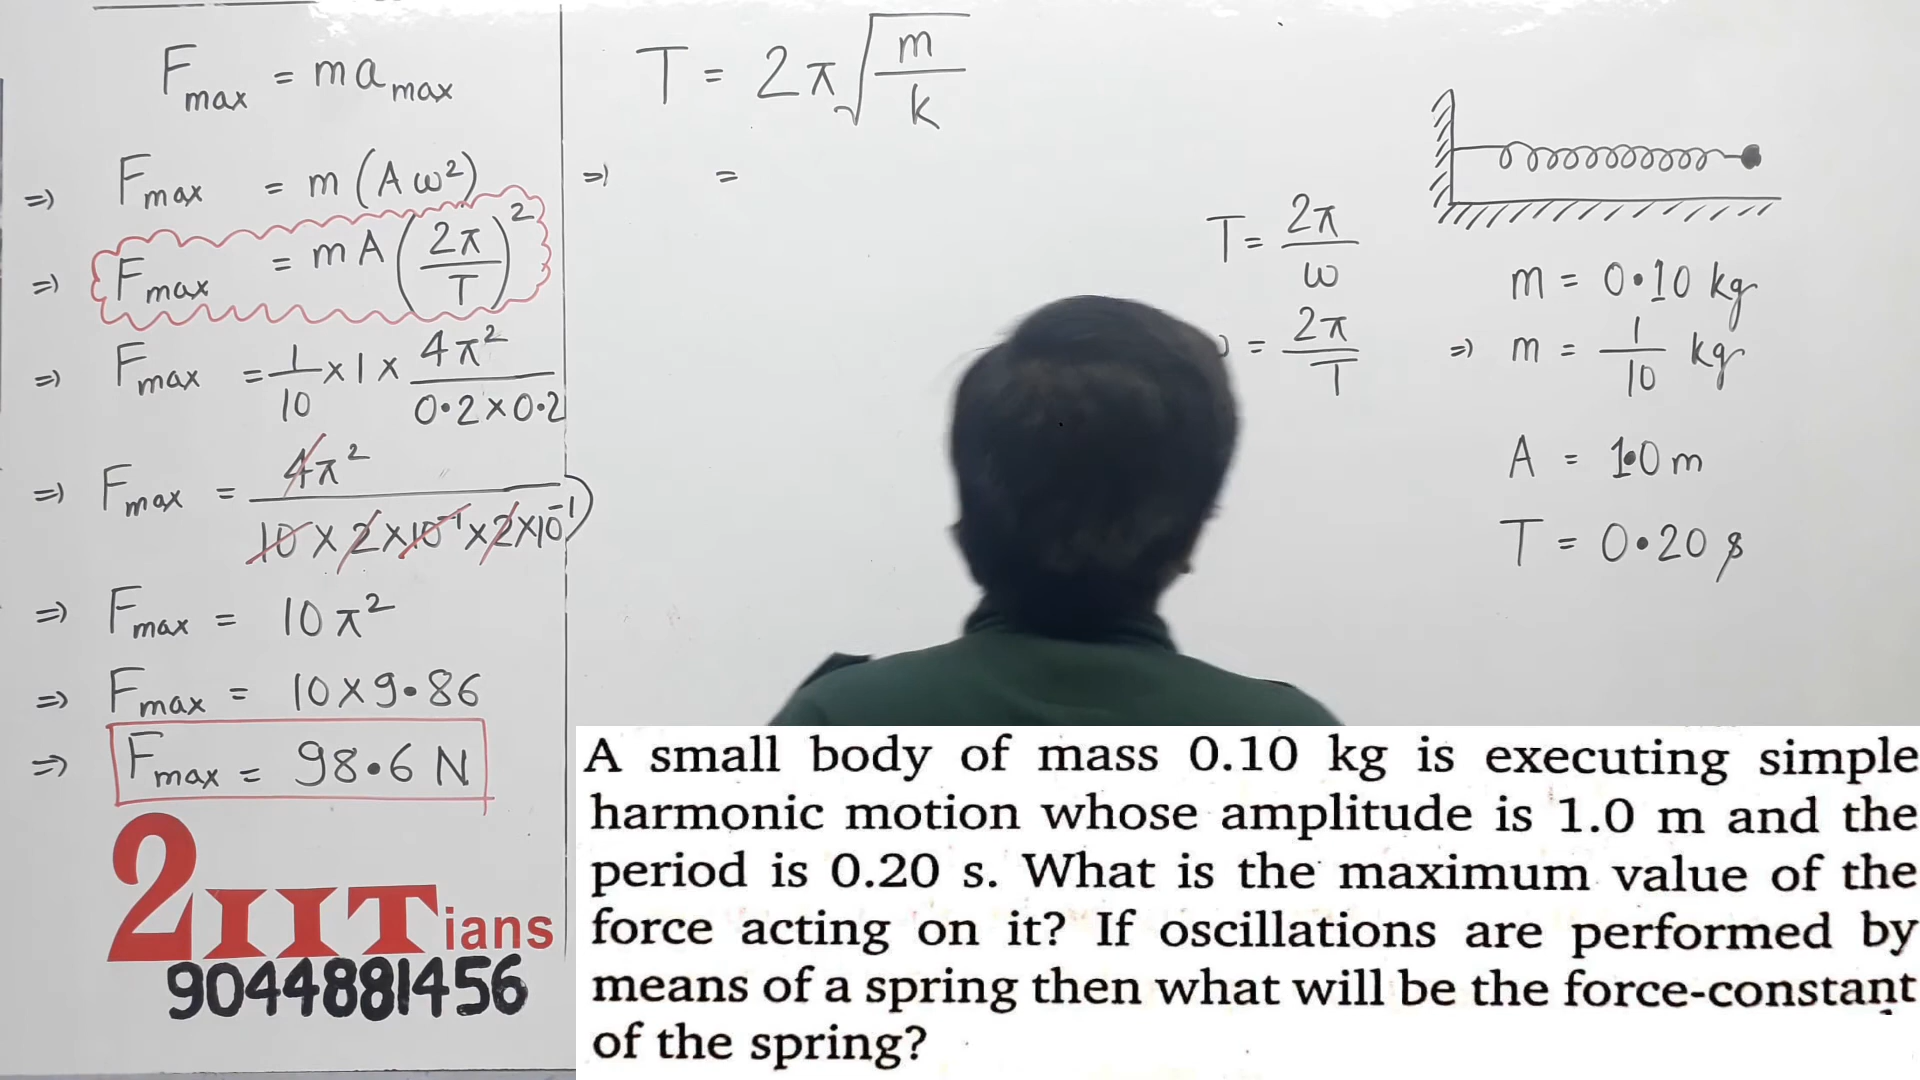 F_max = m a_max
⇒ F_max = m (A ω²)
⇒ F_max = m A (2π/T)²
⇒ F_max = 1/10 × 1 × 4π²/(0.2 × 0.2)
⇒ F_max = 4π²/(10 × 2 × 10⁻¹ × 2 × 10⁻¹)
⇒ F_max = 10 π²
⇒ F_max = 10 × 9.86
⇒ F_max = 98.6 N
T = 2π √(m/k)
⇒ =
T = 2π/ω
= 2π/T
m = 0.10 kg
⇒ m = 1/10 kg
A = 1.0 m
T = 0.20 s
2IITians
9044881456
A small body of mass 0.10 kg is executing simple
harmonic motion whose amplitude is 1.0 m and the
period is 0.20 s. What is the maximum value of the
force acting on it? If oscillations are performed by
means of a spring then what will be the force-constant
of the spring?